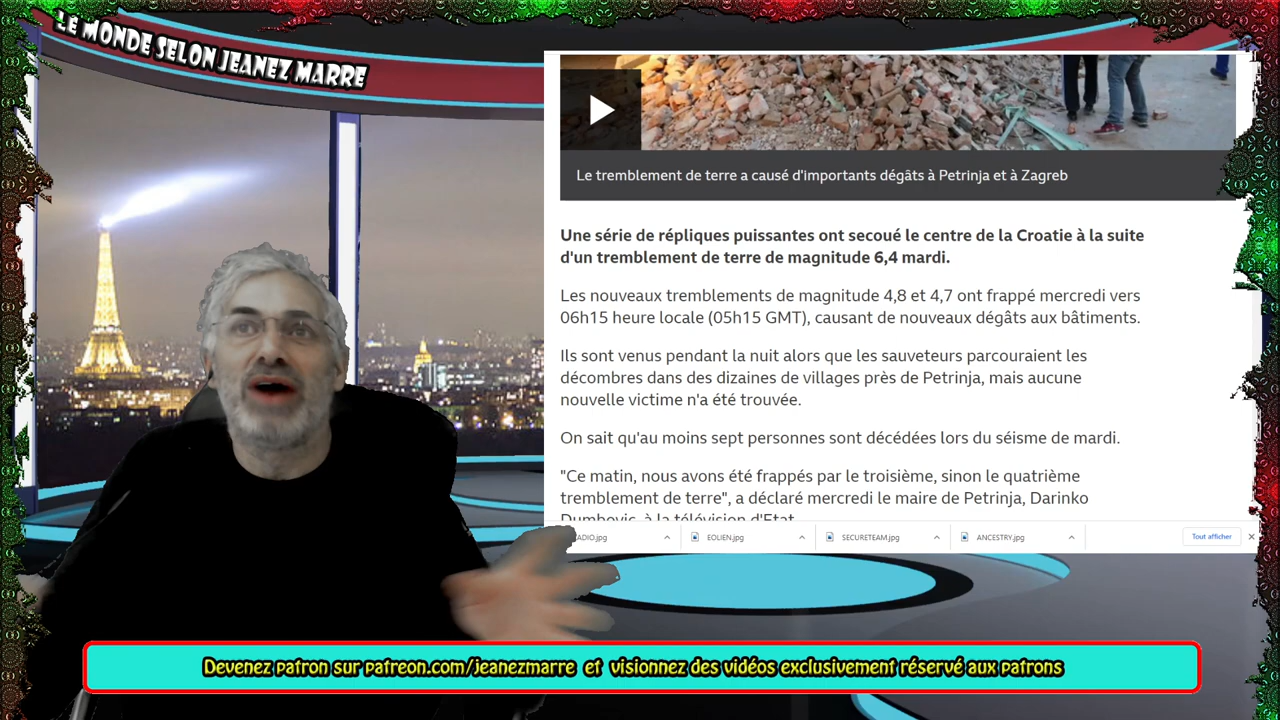 LE MONDE SELON JEANEZ MARRE
Le tremblement de terre a causé d'importants dégâts à Petrinja et à Zagreb
Une série de répliques puissantes ont secoué le centre de la Croatie à la suite
d'un tremblement de terre de magnitude 6,4 mardi.
Les nouveaux tremblements de magnitude 4,8 et 4,7 ont frappé mercredi vers
06h15 heure locale (05h15 GMT), causant de nouveaux dégâts aux bâtiments.
Ils sont venus pendant la nuit alors que les sauveteurs parcouraient les
décombres dans des dizaines de villages près de Petrinja, mais aucune
nouvelle victime n'a été trouvée.
On sait qu'au moins sept personnes sont décédées lors du séisme de mardi.
"Ce matin, nous avons été frappés par le troisième, sinon le quatrième
tremblement de terre", a déclaré mercredi le maire de Petrinja, Darinko
Dumbovic, à la télévision d'Etat
ADIO.jpg
EOLIEN.jpg
SECURETEAM.jpg
ANCESTRY.jpg
Tout afficher
Devenez patron sur patreon.com/jeanezmarre et visionnez des vidéos exclusivement réservé aux patrons